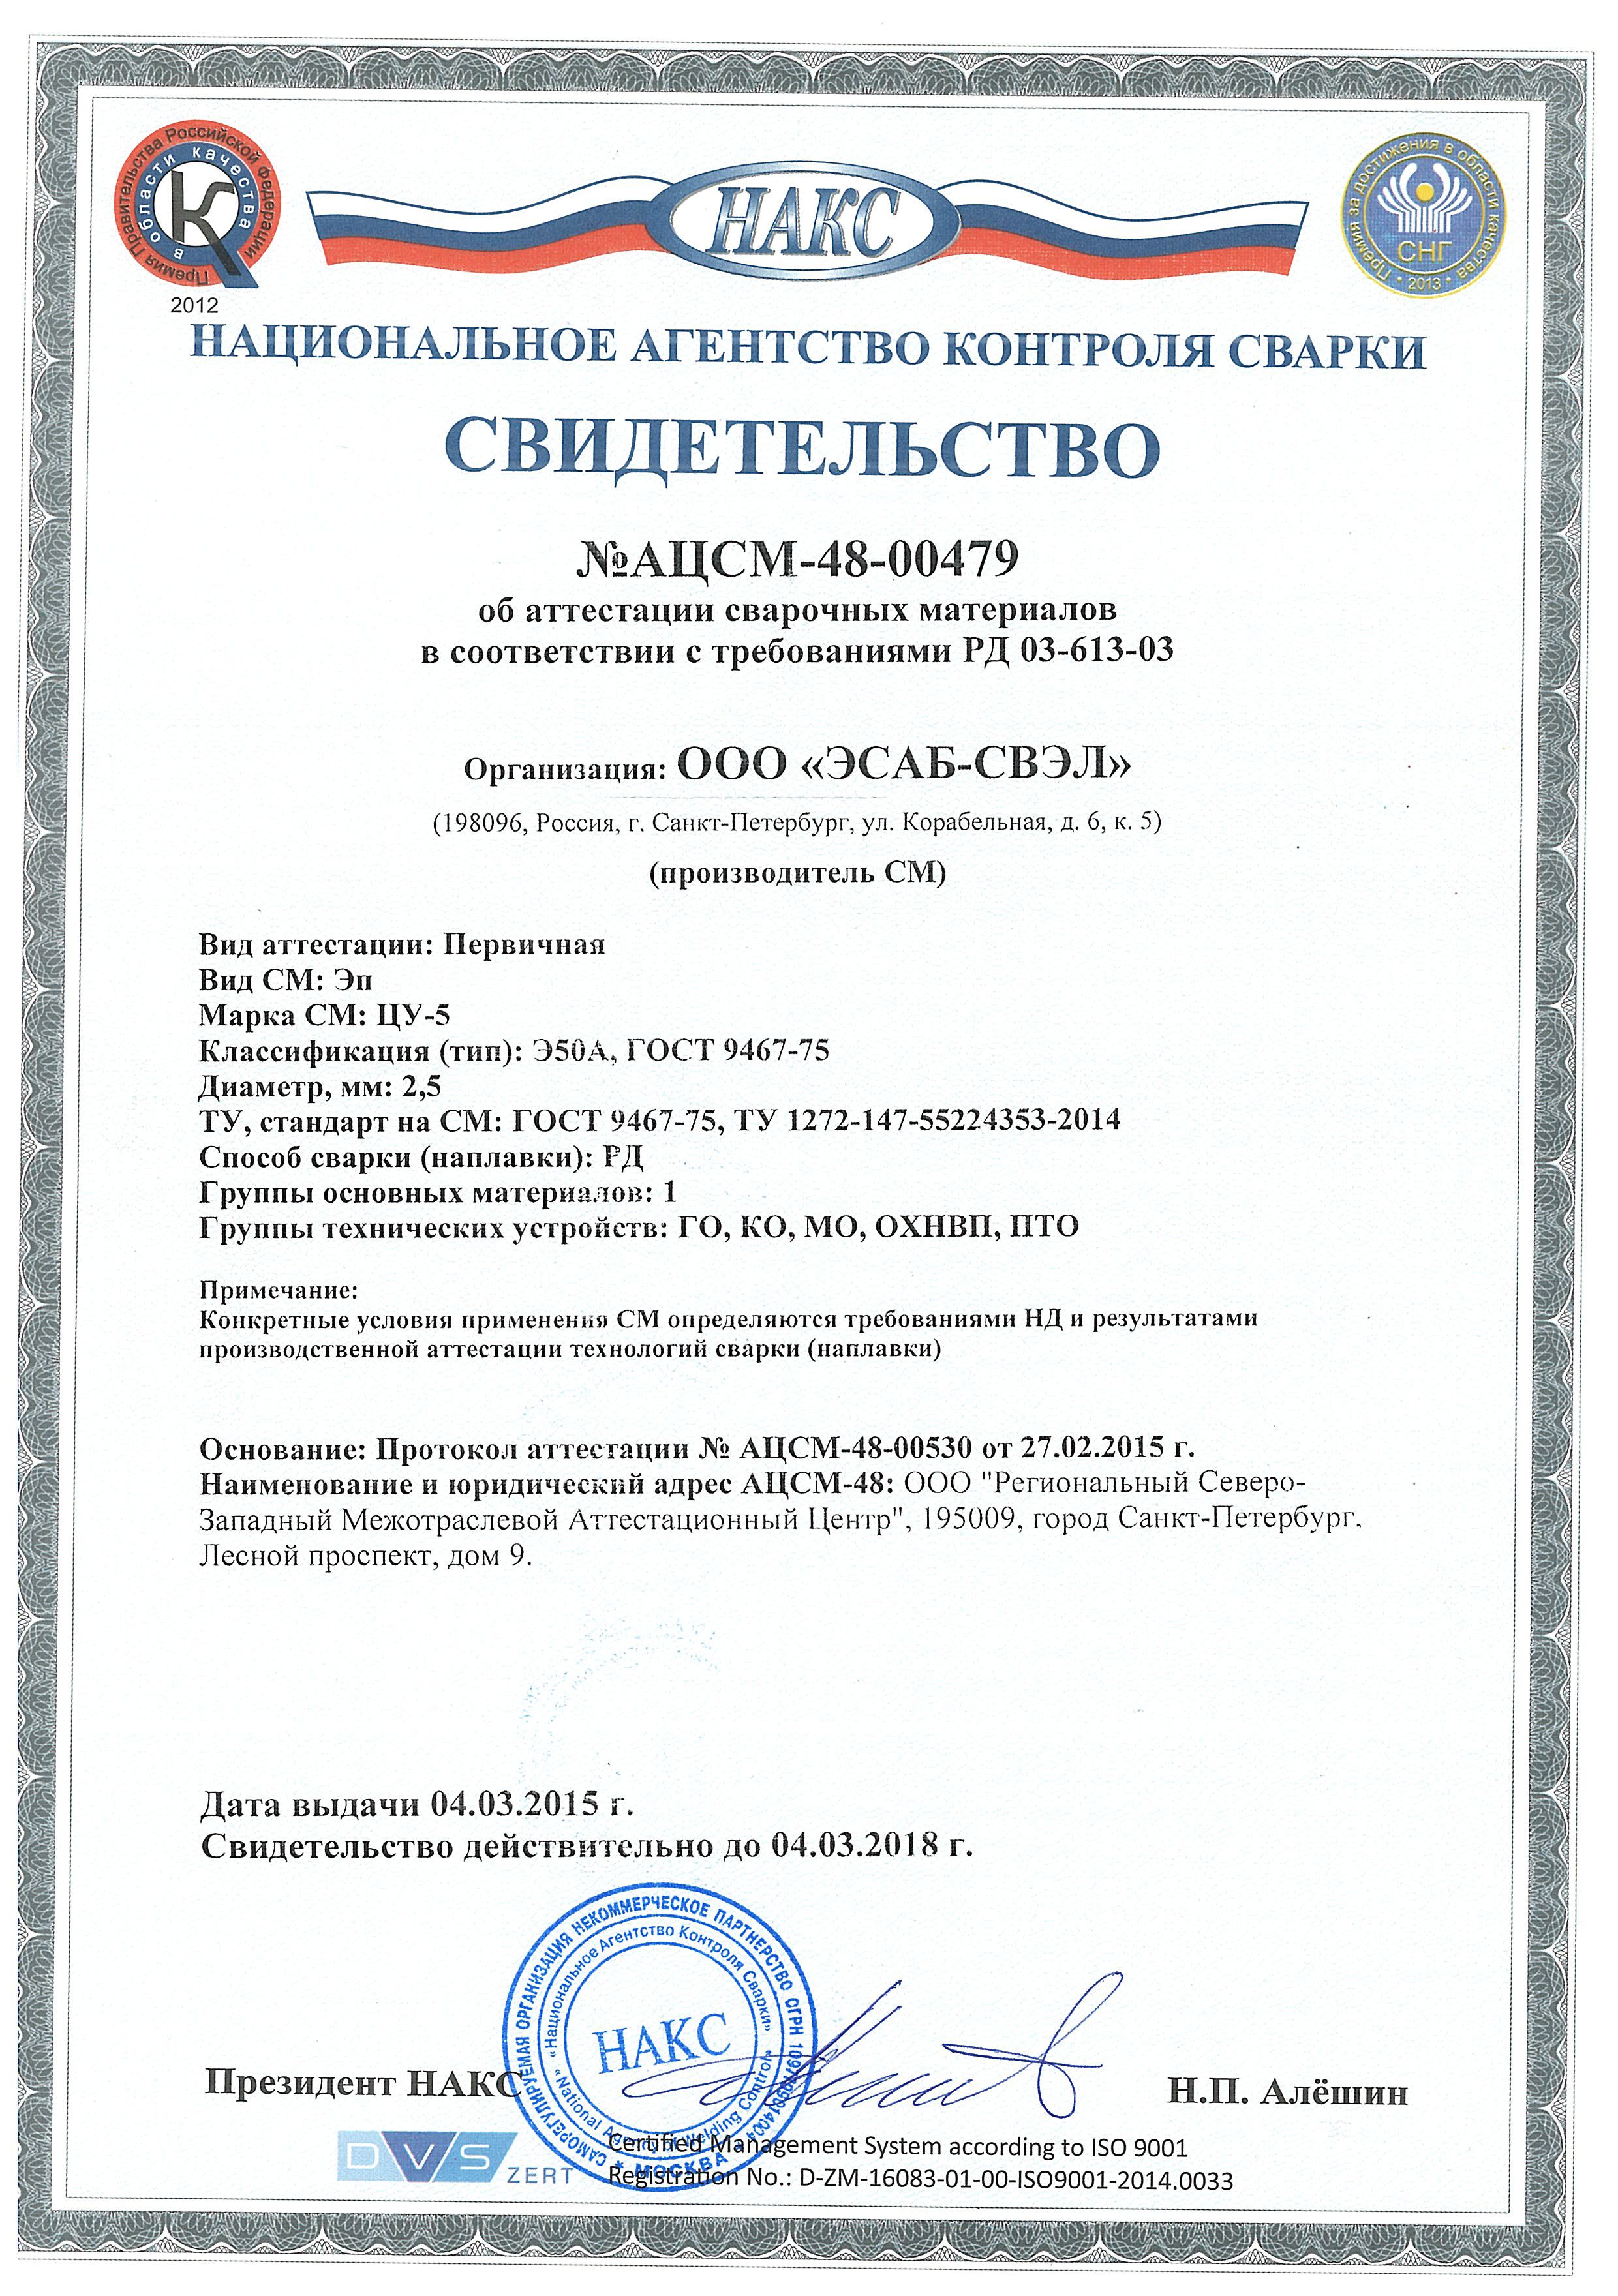 Премия Правительства Российской Федерации
в области качества
2012
НАКС
Премия за достижения в области качества
СНГ
2013
НАЦИОНАЛЬНОЕ АГЕНТСТВО КОНТРОЛЯ СВАРКИ
СВИДЕТЕЛЬСТВО
№АЦСМ-48-00479
об аттестации сварочных материалов
в соответствии с требованиями РД 03-613-03
Организация: ООО «ЭСАБ-СВЭЛ»
(198096, Россия, г. Санкт-Петербург, ул. Корабельная, д. 6, к. 5)
(производитель СМ)
Вид аттестации: Первичная
Вид СМ: Эп
Марка СМ: ЦУ-5
Классификация (тип): Э50А, ГОСТ 9467-75
Диаметр, мм: 2,5
ТУ, стандарт на СМ: ГОСТ 9467-75, ТУ 1272-147-55224353-2014
Способ сварки (наплавки): РД
Группы основных материалов: 1
Группы технических устройств: ГО, КО, МО, ОХНВП, ПТО
Примечание:
Конкретные условия применения СМ определяются требованиями НД и результатами
производственной аттестации технологий сварки (наплавки)
Основание: Протокол аттестации № АЦСМ-48-00530 от 27.02.2015 г.
Наименование и юридический адрес АЦСМ-48: ООО "Региональный Северо-
Западный Межотраслевой Аттестационный Центр", 195009, город Санкт-Петербург,
Лесной проспект, дом 9.
Дата выдачи 04.03.2015 г.
Свидетельство действительно до 04.03.2018 г.
САМОРЕГУЛИРУЕМАЯ ОРГАНИЗАЦИЯ НЕКОММЕРЧЕСКОЕ ПАРТНЕРСТВО ОГРН
«Национальное Агентство Контроля Сварки»
«National Agency of Welding Control»
НАКС
МОСКВА
Президент НАКС
Н.П. Алёшин
DVS ZERT
Certified Management System according to ISO 9001
Registration No.: D-ZM-16083-01-00-ISO9001-2014.0033